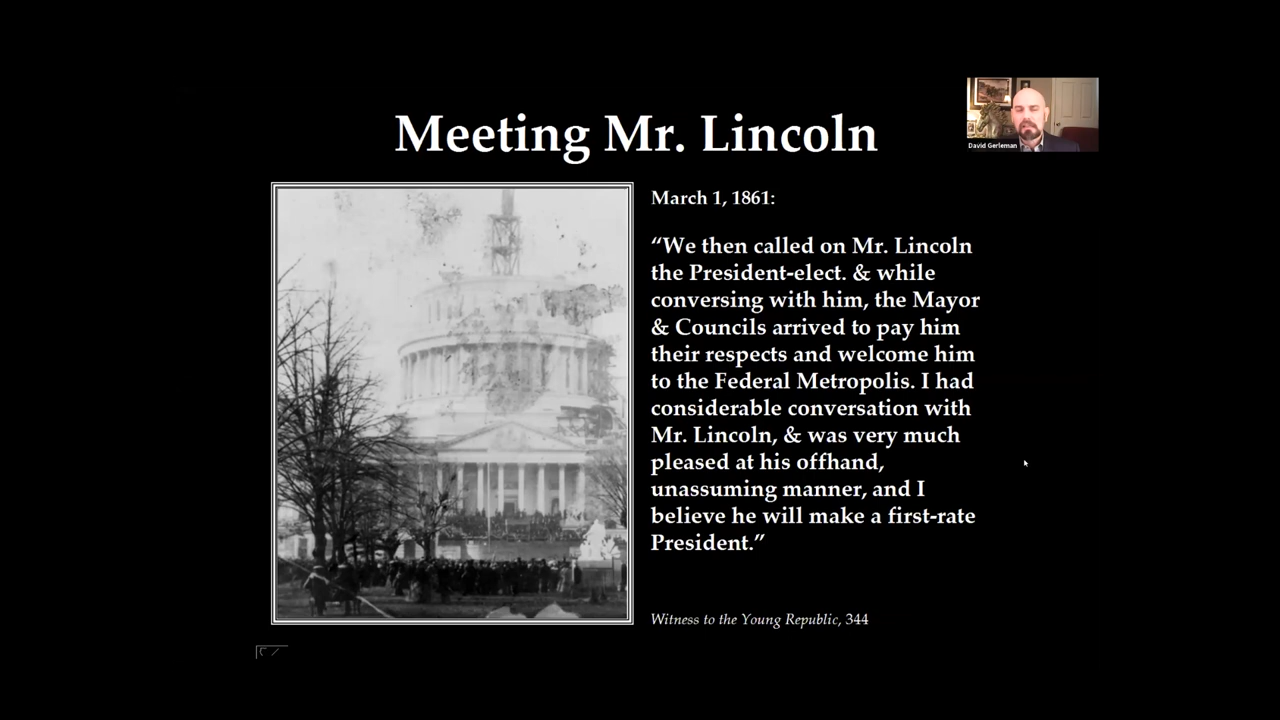 Meeting Mr. Lincoln
David Gerleman
March 1, 1861:
“We then called on Mr. Lincoln
the President-elect. & while
conversing with him, the Mayor
& Councils arrived to pay him
their respects and welcome him
to the Federal Metropolis. I had
considerable conversation with
Mr. Lincoln, & was very much
pleased at his offhand,
unassuming manner, and I
believe he will make a first-rate
President.”
Witness to the Young Republic, 344